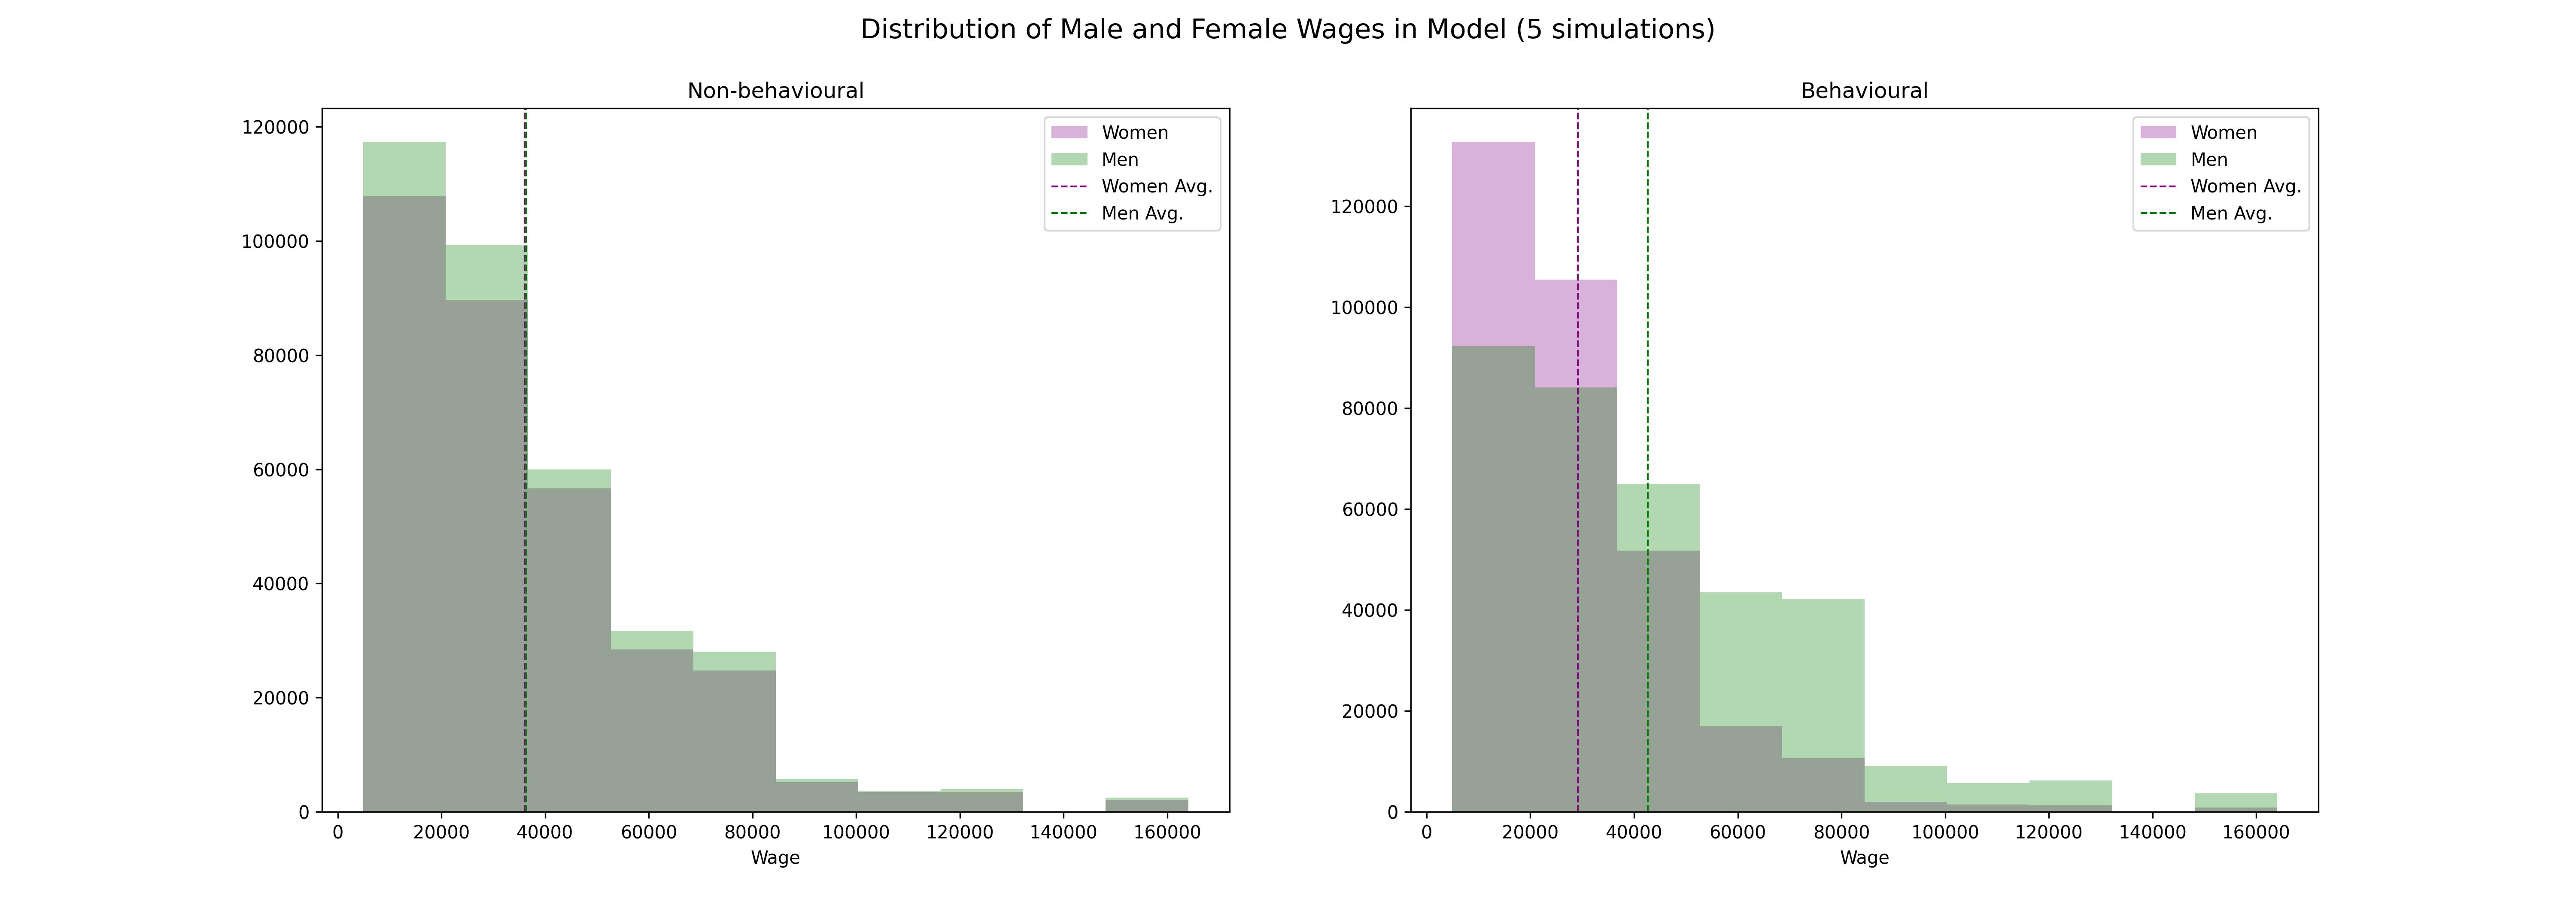 Distribution of Male and Female Wages in Model (5 simulations)
Non-behavioural
120000
100000
80000
60000
40000
20000
0
Women
Men
Women Avg.
Men Avg.
0 20000 40000 60000 80000 100000 120000 140000 160000
Wage
Behavioural
120000
100000
80000
60000
40000
20000
0
Women
Men
Women Avg.
Men Avg.
0 20000 40000 60000 80000 100000 120000 140000 160000
Wage